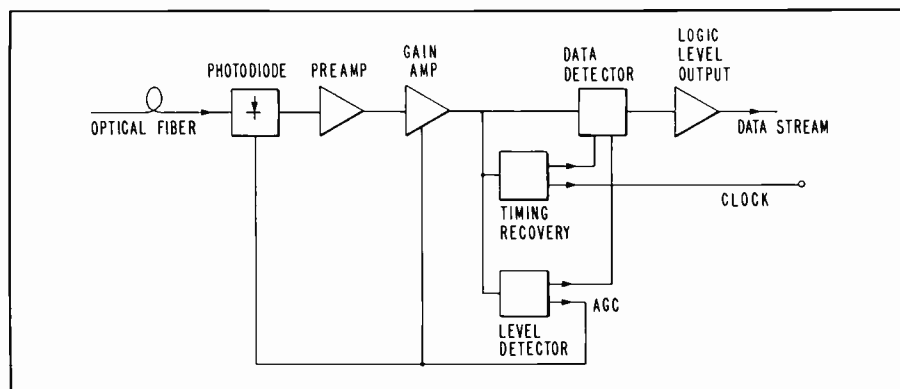 OPTICAL FIBER
PHOTODIODE
PREAMP
GAIN
AMP
DATA
DETECTOR
LOGIC
LEVEL
OUTPUT
DATA STREAM
TIMING
RECOVERY
CLOCK
LEVEL
DETECTOR
AGC